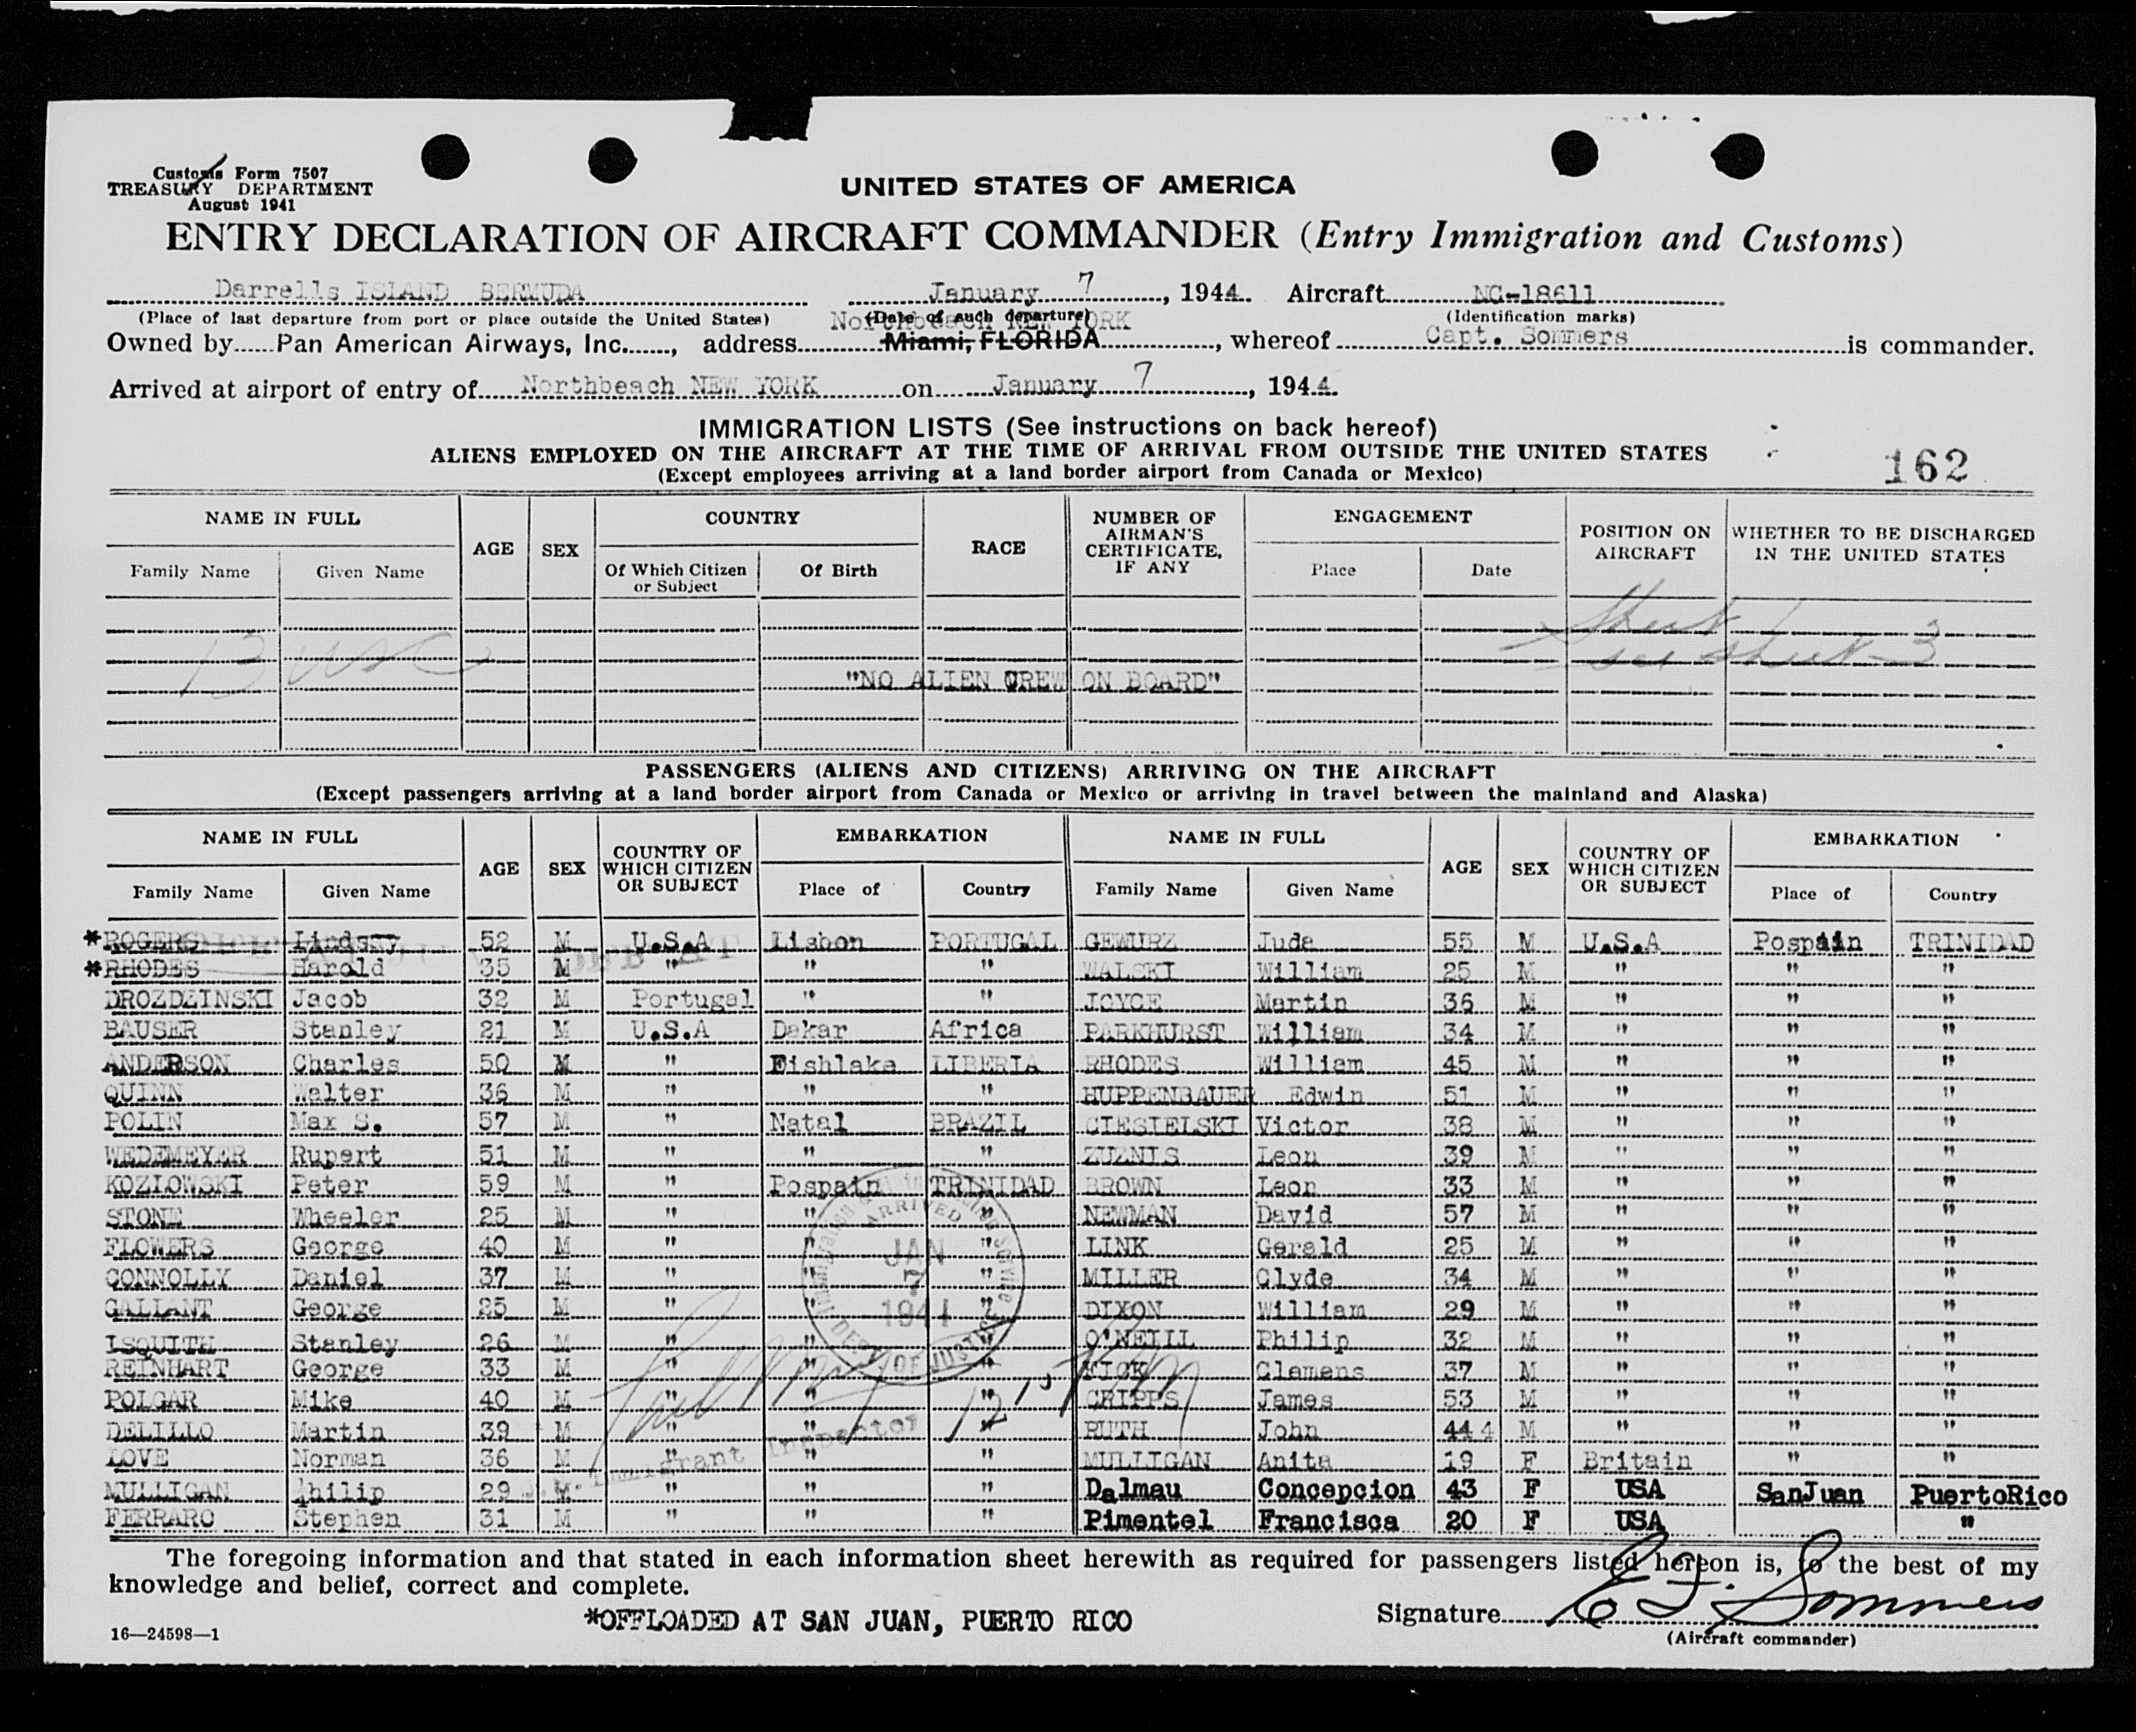 Customs Form 7507
TREASURY DEPARTMENT
August 1941
UNITED STATES OF AMERICA
ENTRY DECLARATION OF AIRCRAFT COMMANDER (Entry Immigration and Customs)
Darrells ISLAND BERMUDA January 7, 1944. Aircraft NC-18611
(Place of last departure from port or place outside the United States) (Date of such departure) (Identification marks)
Northbeach NEW YORK
Owned by Pan American Airways, Inc., address Miami, FLORIDA, whereof Capt. Sommers is commander.
Arrived at airport of entry of Northbeach NEW YORK on January 7, 1944.
IMMIGRATION LISTS (See instructions on back hereof)
ALIENS EMPLOYED ON THE AIRCRAFT AT THE TIME OF ARRIVAL FROM OUTSIDE THE UNITED STATES
(Except employees arriving at a land border airport from Canada or Mexico)
162
NAME IN FULL AGE SEX COUNTRY RACE NUMBER OF AIRMAN'S CERTIFICATE, IF ANY ENGAGEMENT POSITION ON AIRCRAFT WHETHER TO BE DISCHARGED IN THE UNITED STATES
Family Name Given Name Of Which Citizen or Subject Of Birth Place Date
see sheet 3
"NO ALIEN CREW ON BOARD"
PASSENGERS (ALIENS AND CITIZENS) ARRIVING ON THE AIRCRAFT
(Except passengers arriving at a land border airport from Canada or Mexico or arriving in travel between the mainland and Alaska)
NAME IN FULL AGE SEX COUNTRY OF WHICH CITIZEN OR SUBJECT EMBARKATION NAME IN FULL AGE SEX COUNTRY OF WHICH CITIZEN OR SUBJECT EMBARKATION
Family Name Given Name Place of Country Family Name Given Name Place of Country
*ROGERS Lindsay 52 M U.S.A Lisbon PORTUGAL GEWURZ Juda 55 M U.S.A Pospain TRINIDAD
*RHODES Harold 35 M " " " WALSKI William 25 M " " "
DROZDZINSKI Jacob 32 M Portugal " " JOYCE Martin 36 M " " "
BAUSER Stanley 21 M U.S.A Dakar Africa PARKHURST William 34 M " " "
ANDERSON Charles 50 M " Fishlake LIBERIA RHODES William 45 M " " "
QUINN Walter 36 M " " " HUPPENBAUER Edwin 51 M " " "
POLIN Max S. 57 M " Natal BRAZIL CIESIELSKI Victor 38 M " " "
WEDEMEYER Rupert 51 M " " " ZUZNIS Leon 39 M " " "
KOZLOWSKI Peter 59 M " Pospain TRINIDAD BROWN Leon 33 M " " "
STONE Wheeler 25 M " " " NEWMAN David 57 M " " "
FLOWERS George 40 M " " " LINK Gerald 25 M " " "
CONNOLLY Daniel 37 M " " " MILLER Clyde 34 M " " "
GALLANT George 25 M " " " DIXON William 29 M " " "
ISQUITH Stanley 26 M " " " O'NEILL Philip 32 M " " "
REINHART George 33 M " " " KICK Clemens 37 M " " "
POLGAR Mike 40 M " " " CRIPPS James 53 M " " "
DELILLO Martin 39 M " " " RUTH John 44 M " " "
LOVE Norman 36 M " " " MULLIGAN Anita 19 F Britain " "
MULLIGAN Philip 29 M " " " Dalmau Concepcion 43 F USA SanJuan PuertoRico
FERRARO Stephen 31 M " " " Pimentel Francisca 20 F USA "
ARRIVED
JAN
7
1944
DEPT OF JUSTICE
Immigrant Inspector
The foregoing information and that stated in each information sheet herewith as required for passengers listed hereon is, to the best of my
knowledge and belief, correct and complete.
*OFFLOADED AT SAN JUAN, PUERTO RICO
Signature E J. Sommers
(Aircraft commander)
16—24598—1